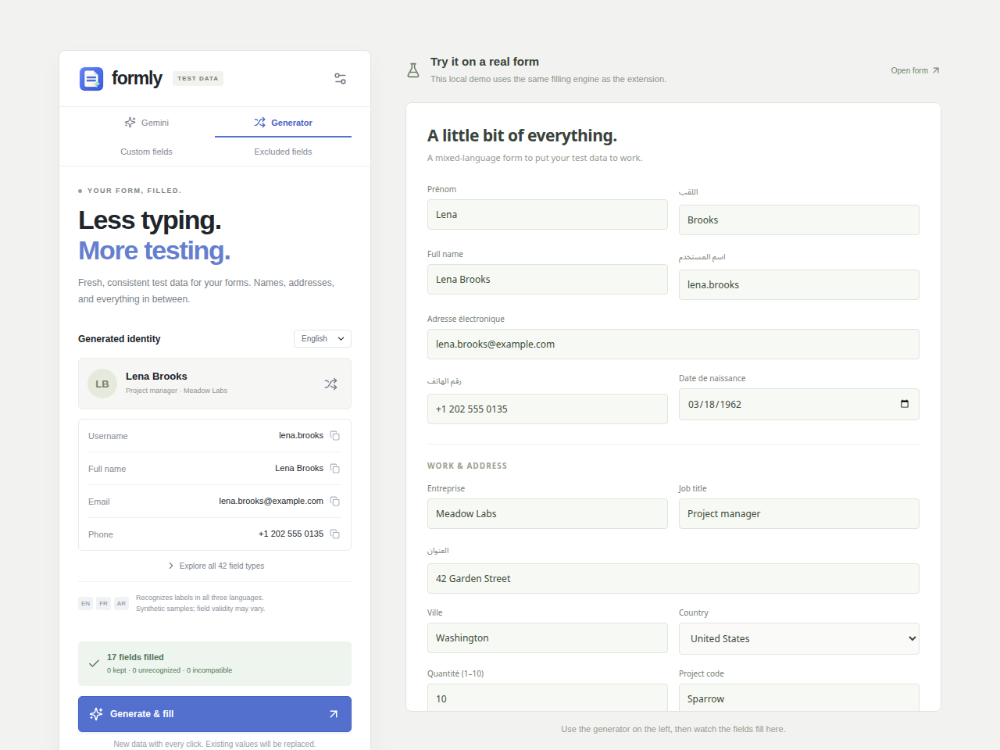 formly
TEST DATA
Gemini
Generator
Custom fields
Excluded fields
YOUR FORM, FILLED.
Less typing.
More testing.
Fresh, consistent test data for your forms. Names, addresses,
and everything in between.
Generated identity
English
LB
Lena Brooks
Project manager · Meadow Labs
Username
lena.brooks
Full name
Lena Brooks
Email
lena.brooks@example.com
Phone
+1 202 555 0135
Explore all 42 field types
EN
FR
AR
Recognizes labels in all three languages.
Synthetic samples; field validity may vary.
17 fields filled
0 kept · 0 unrecognized · 0 incompatible
Generate & fill
New data with every click. Existing values will be replaced.
Try it on a real form
This local demo uses the same filling engine as the extension.
Open form
A little bit of everything.
A mixed-language form to put your test data to work.
Prénom
Lena
اللقب
Brooks
Full name
Lena Brooks
اسم المستخدم
lena.brooks
Adresse électronique
lena.brooks@example.com
رقم الهاتف
+1 202 555 0135
Date de naissance
03/18/1962
WORK & ADDRESS
Entreprise
Meadow Labs
Job title
Project manager
العنوان
42 Garden Street
Ville
Washington
Country
United States
Quantité (1–10)
10
Project code
Sparrow
Use the generator on the left, then watch the fields fill here.